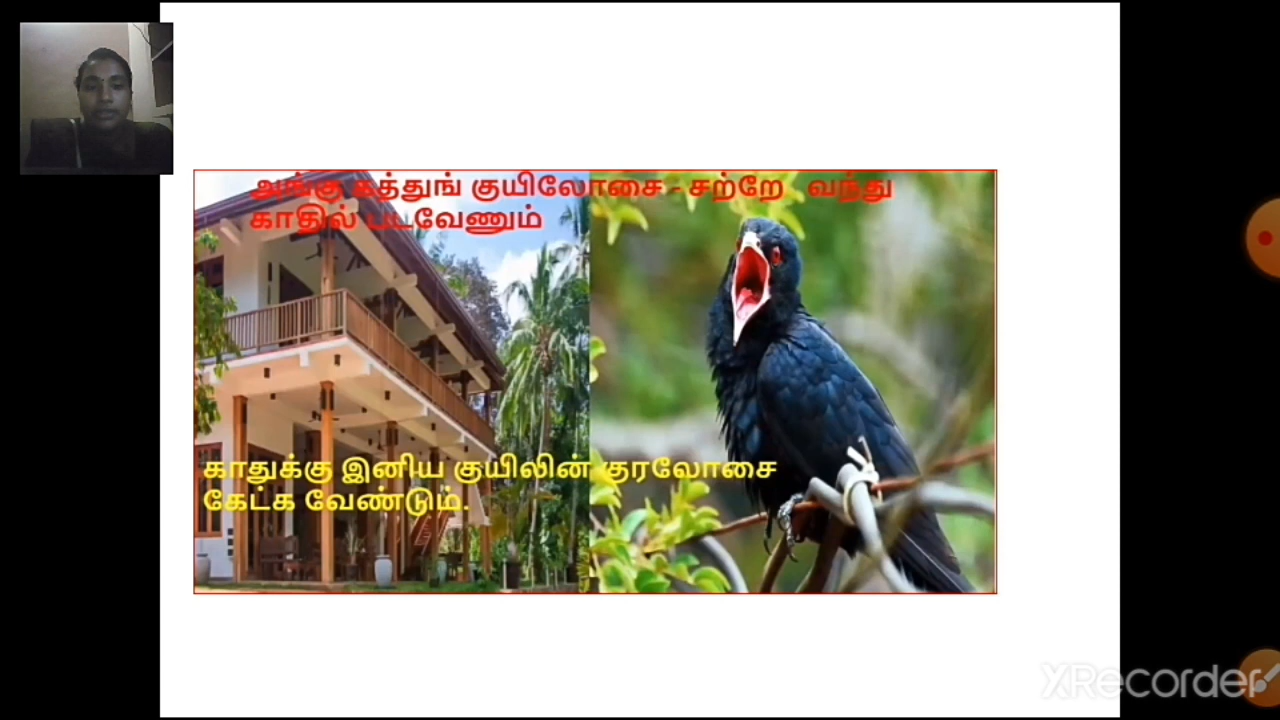 அங்கு கத்துங் குயிலோசை - சற்றே வந்து
காதில் படவேணும்
காதுக்கு இனிய குயிலின் குரலோசை
கேட்க வேண்டும்.
XRecorder